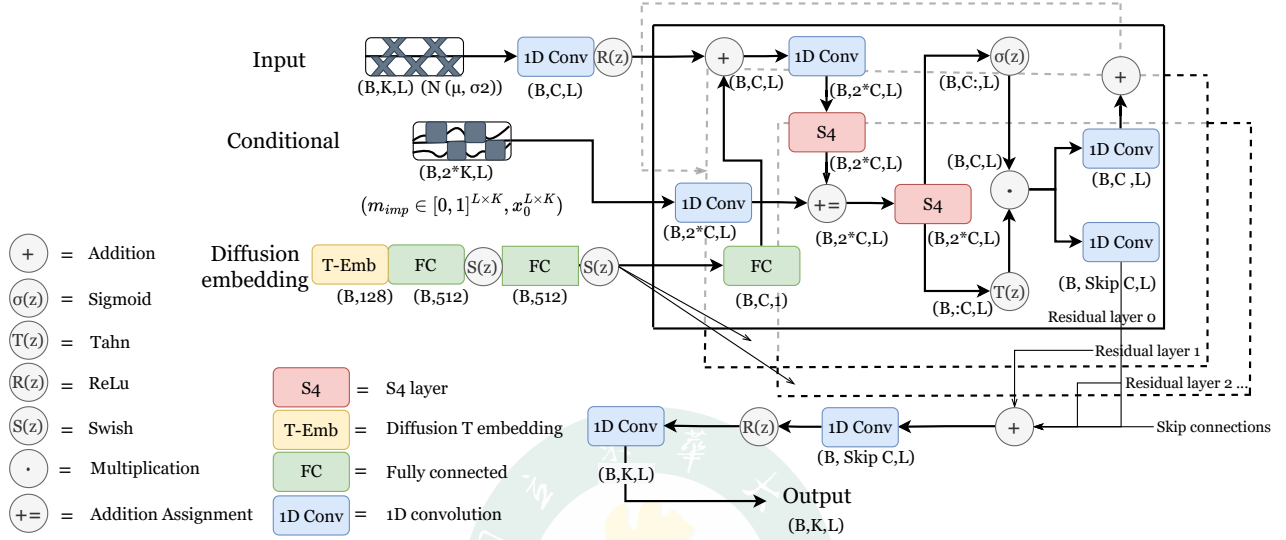 Input
(B,K,L) (N (μ, σ2))
1D Conv
R(z)
(B,C,L)
+
(B,C,L)
1D Conv
(B,2*C,L)
S4
(B,2*C,L)
σ(z)
(B,C:,L)
+
Conditional
(B,2*K,L)
(m_{imp} ∈ [0, 1]^{L×K}, x_0^{L×K})
1D Conv
(B,2*C,L)
+=
(B,2*C,L)
S4
(B,2*C,L)
(B,C,L)
·
1D Conv
(B,C ,L)
1D Conv
(B, Skip C,L)
T(z)
(B,:C,L)
Diffusion
embedding
T-Emb
(B,128)
FC
(B,512)
S(z)
FC
(B,512)
S(z)
FC
(B,C,1)
Residual layer 0
Residual layer 1
Residual layer 2 ...
Skip connections
+
1D Conv
(B, Skip C,L)
R(z)
1D Conv
(B,K,L)
Output
(B,K,L)
+ = Addition
σ(z) = Sigmoid
T(z) = Tahn
R(z) = ReLu
S(z) = Swish
· = Multiplication
+= = Addition Assignment
S4 = S4 layer
T-Emb = Diffusion T embedding
FC = Fully connected
1D Conv = 1D convolution